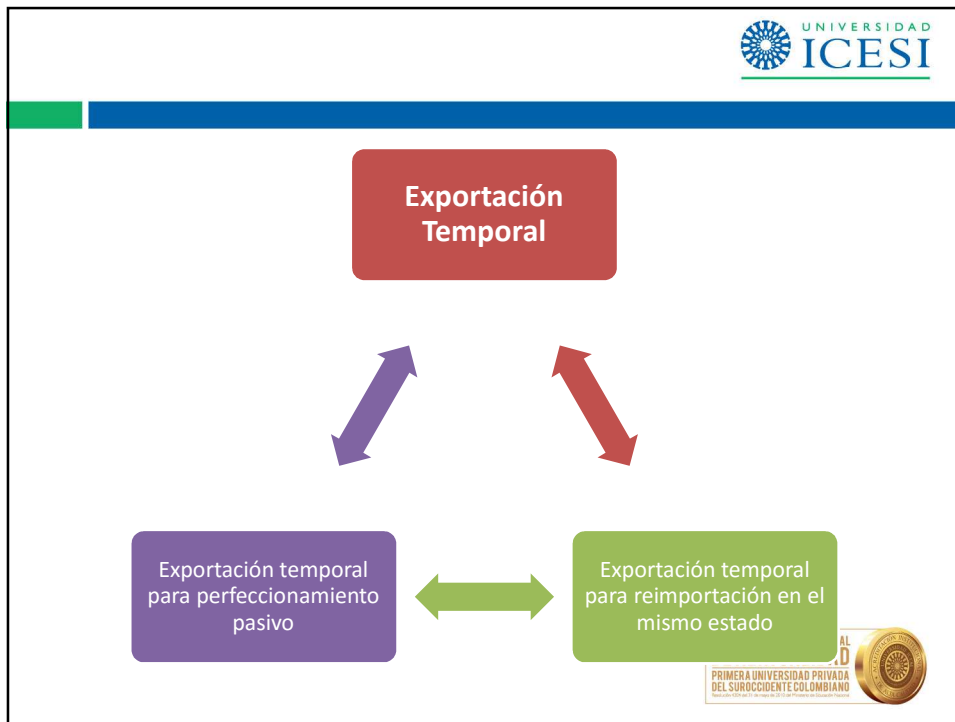 UNIVERSIDAD
ICESI
Exportación
Temporal
Exportación temporal
para perfeccionamiento
pasivo
Exportación temporal
para reimportación en el
mismo estado
AL
D
PRIMERA UNIVERSIDAD PRIVADA
DEL SUROCCIDENTE COLOMBIANO